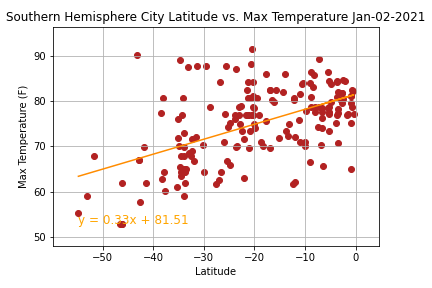 Southern Hemisphere City Latitude vs. Max Temperature Jan-02-2021
Max Temperature (F)
90
80
70
60
50
y = 0.33x + 81.51
−50 −40 −30 −20 −10 0
Latitude